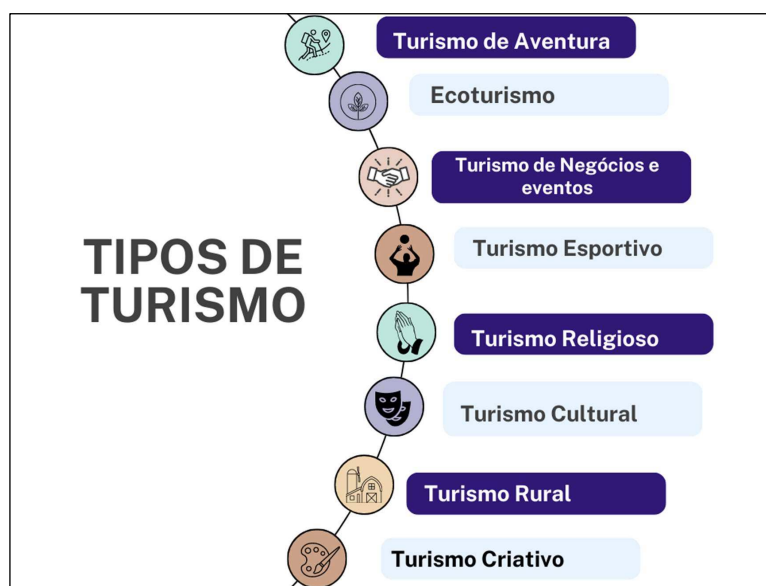 Turismo de Aventura
Ecoturismo
Turismo de Negócios e
eventos
Turismo Esportivo
TIPOS DE
TURISMO
Turismo Religioso
Turismo Cultural
Turismo Rural
Turismo Criativo